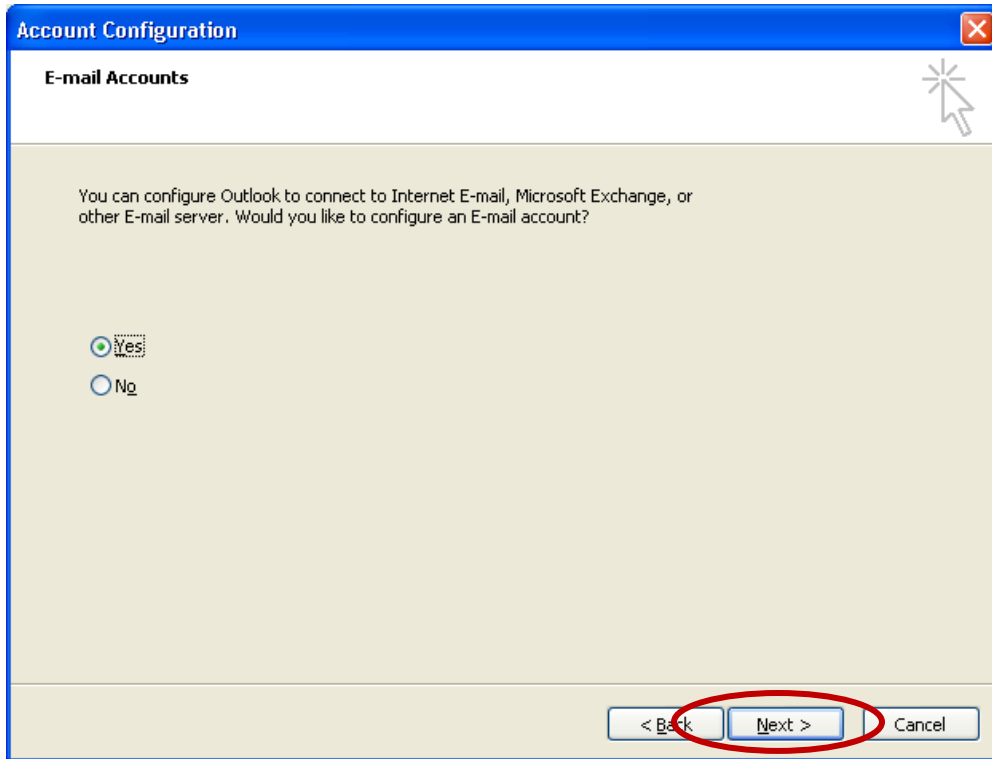 Account Configuration
E-mail Accounts
You can configure Outlook to connect to Internet E-mail, Microsoft Exchange, or
other E-mail server. Would you like to configure an E-mail account?
Yes
No
< Back Next > Cancel